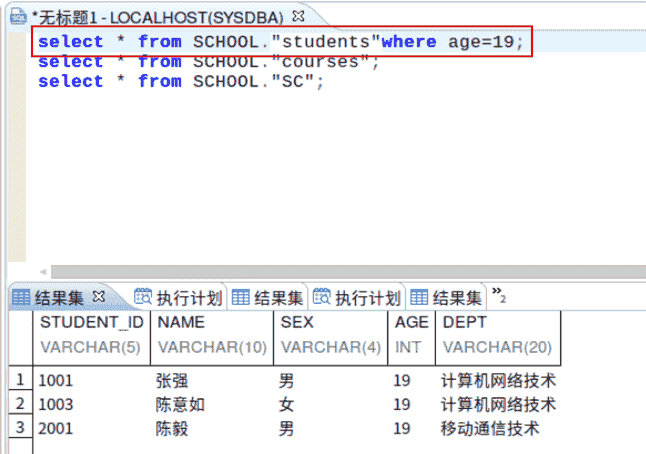 *无标题1 - LOCALHOST(SYSDBA)
select * from SCHOOL."students"where age=19;
select * from SCHOOL."courses";
select * from SCHOOL."SC";
结果集 执行计划 结果集 执行计划 结果集 »2
STUDENT_ID NAME SEX AGE DEPT
VARCHAR(5) VARCHAR(10) VARCHAR(4) INT VARCHAR(20)
1 1001 张强 男 19 计算机网络技术
2 1003 陈意如 女 19 计算机网络技术
3 2001 陈毅 男 19 移动通信技术